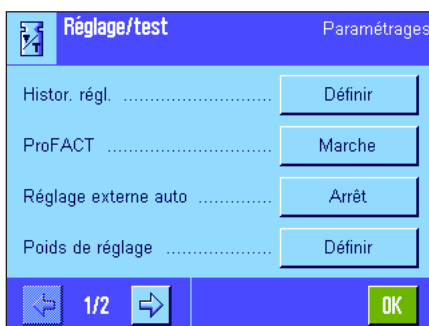 Réglage/test Paramétrages
Histor. régl. ............................ Définir
ProFACT ............................... Marche
Réglage externe auto .............. Arrêt
Poids de réglage .................... Définir
1/2 OK